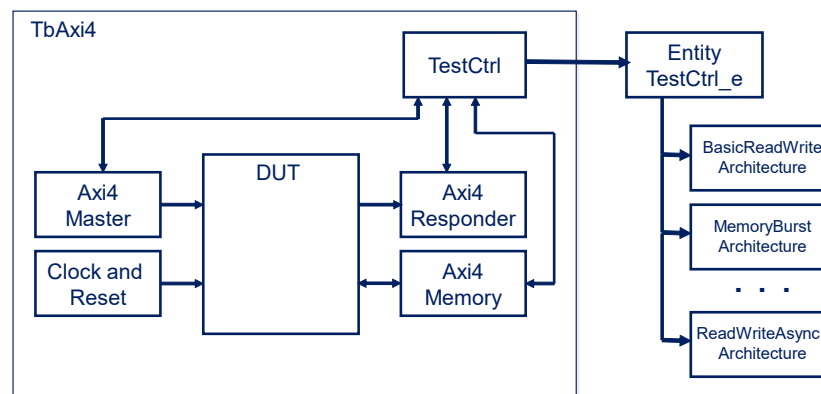 TbAxi4
TestCtrl
Entity
TestCtrl_e
BasicReadWrite
Architecture
DUT
Axi4
Master
Axi4
Responder
MemoryBurst
Architecture
Clock and
Reset
Axi4
Memory
. . .
ReadWriteAsync
Architecture